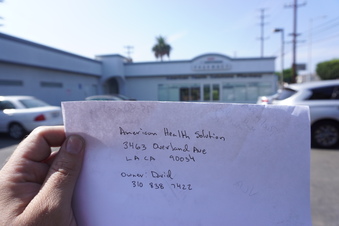 American Health Solution
3463 Overland Ave
LA CA 90034
owner: David
310 838 7422